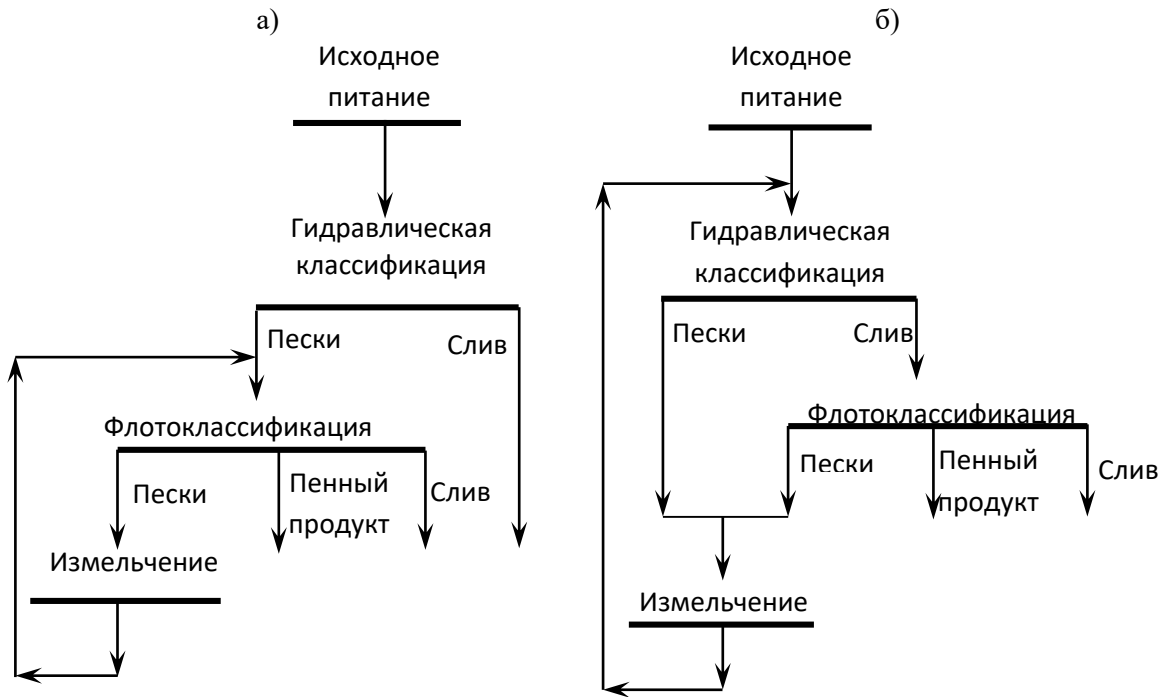 а)
Исходное
питание
Гидравлическая
классификация
Пески
Слив
Флотоклассификация
Пески
Пенный
продукт
Слив
Измельчение
б)
Исходное
питание
Гидравлическая
классификация
Пески
Слив
Флотоклассификация
Пески
Пенный
продукт
Слив
Измельчение